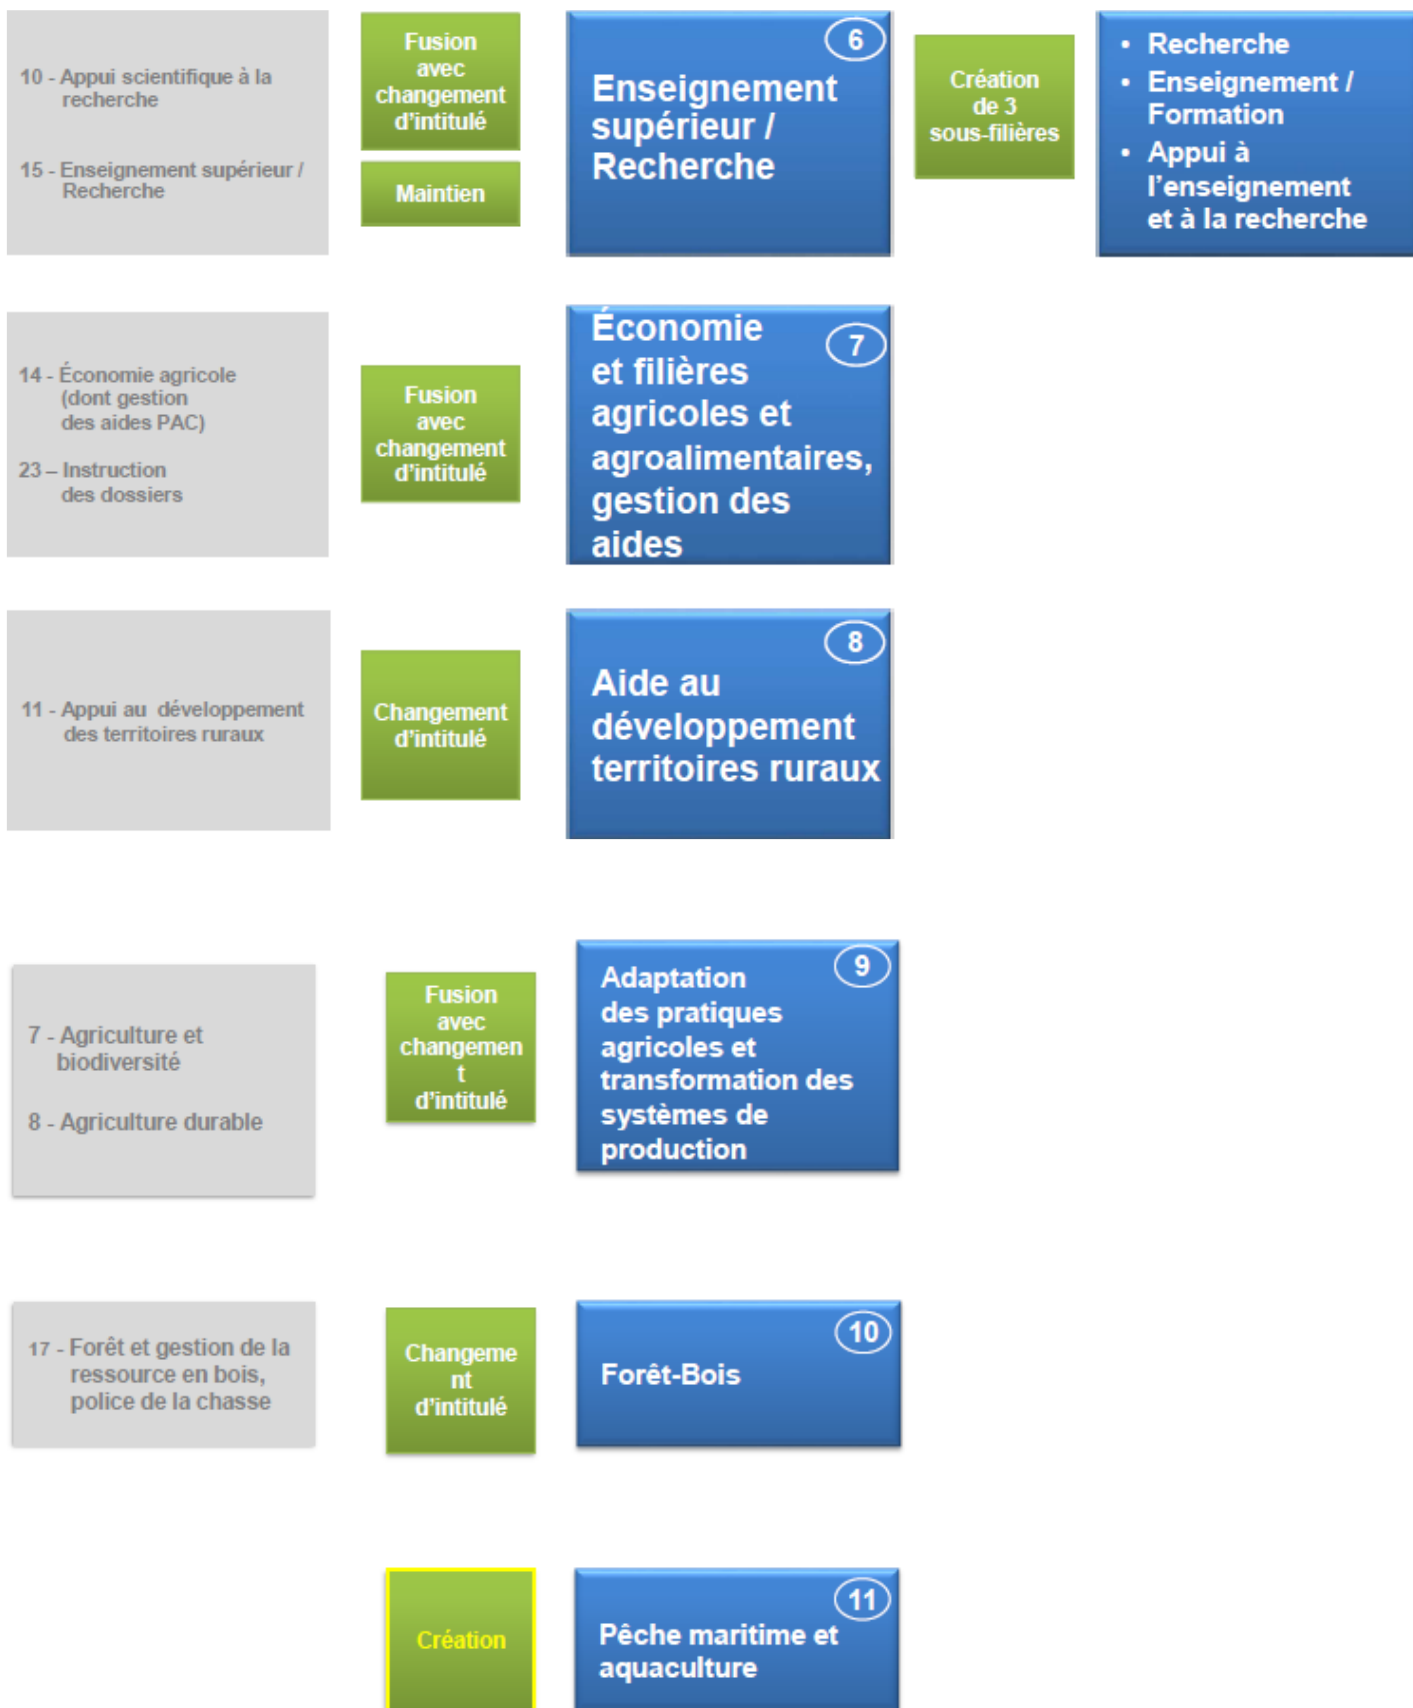 10 - Appui scientifique à la
recherche
15 - Enseignement supérieur /
Recherche
Fusion
avec
changement
d'intitulé
Maintien
6
Enseignement
supérieur /
Recherche
Création
de 3
sous-filières
• Recherche
• Enseignement /
Formation
• Appui à
l'enseignement
et à la recherche
14 - Économie agricole
(dont gestion
des aides PAC)
23 – Instruction
des dossiers
Fusion
avec
changement
d'intitulé
7
Économie
et filières
agricoles et
agroalimentaires,
gestion des
aides
11 - Appui au développement
des territoires ruraux
Changement
d'intitulé
8
Aide au
développement
territoires ruraux
7 - Agriculture et
biodiversité
8 - Agriculture durable
Fusion
avec
changemen
t
d'intitulé
9
Adaptation
des pratiques
agricoles et
transformation des
systèmes de
production
17 - Forêt et gestion de la
ressource en bois,
police de la chasse
Changeme
nt
d'intitulé
10
Forêt-Bois
Création
11
Pêche maritime et
aquaculture